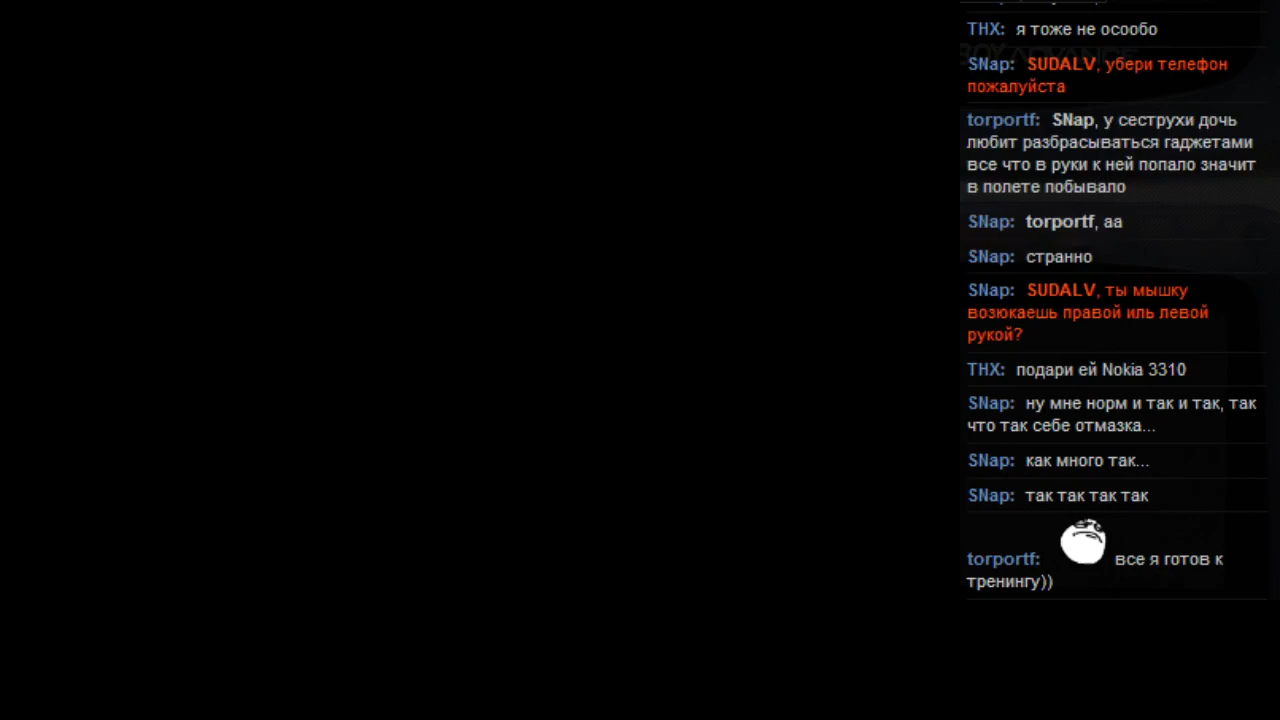 THX: я тоже не осообо
SNap: SUDALV, убери телефон
пожалуйста
torportf: SNap, у сеструхи дочь
любит разбрасываться гаджетами
все что в руки к ней попало значит
в полете побывало
SNap: torportf, аа
SNap: странно
SNap: SUDALV, ты мышку
возюкаешь правой иль левой
рукой?
THX: подари ей Nokia 3310
SNap: ну мне норм и так и так, так
что так себе отмазка...
SNap: как много так...
SNap: так так так так
torportf: все я готов к
тренингу))